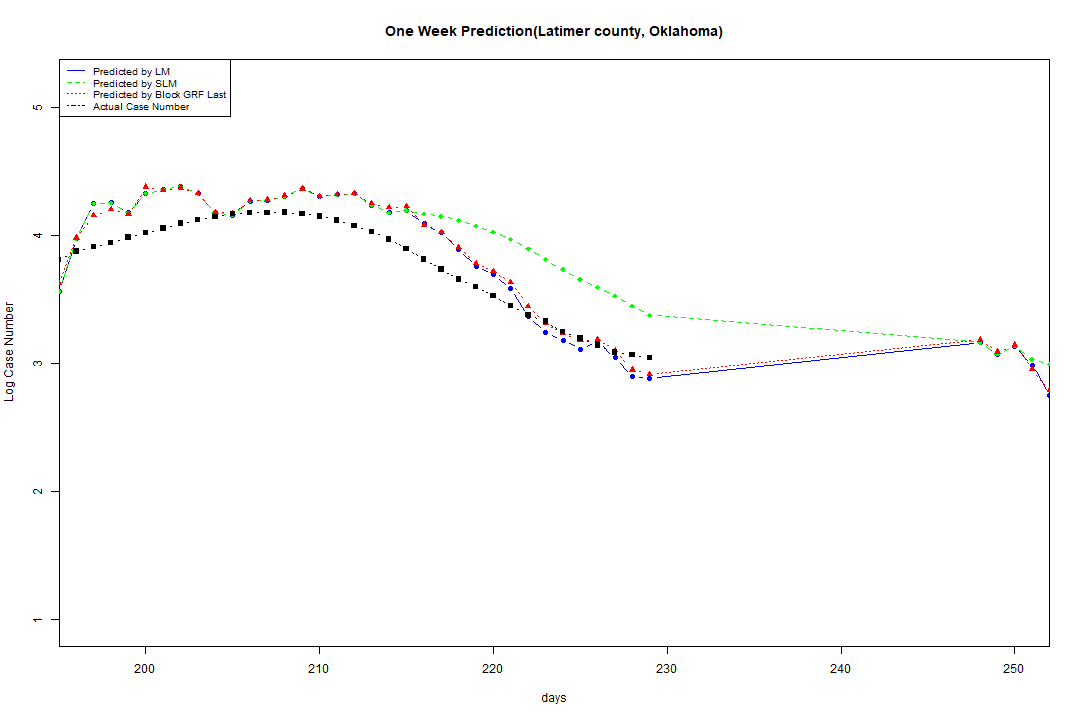 One Week Prediction(Latimer county, Oklahoma)
Predicted by LM
Predicted by SLM
Predicted by Block GRF Last
Actual Case Number
5
4
3
2
1
Log Case Number
200 210 220 230 240 250
days